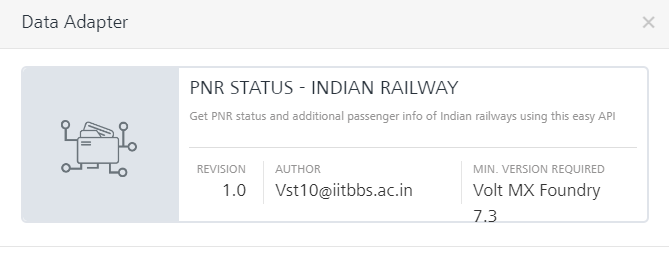 Data Adapter
PNR STATUS - INDIAN RAILWAY
Get PNR status and additional passenger info of Indian railways using this easy API
REVISION
1.0
AUTHOR
Vst10@iitbbs.ac.in
MIN. VERSION REQUIRED
Volt MX Foundry
7.3